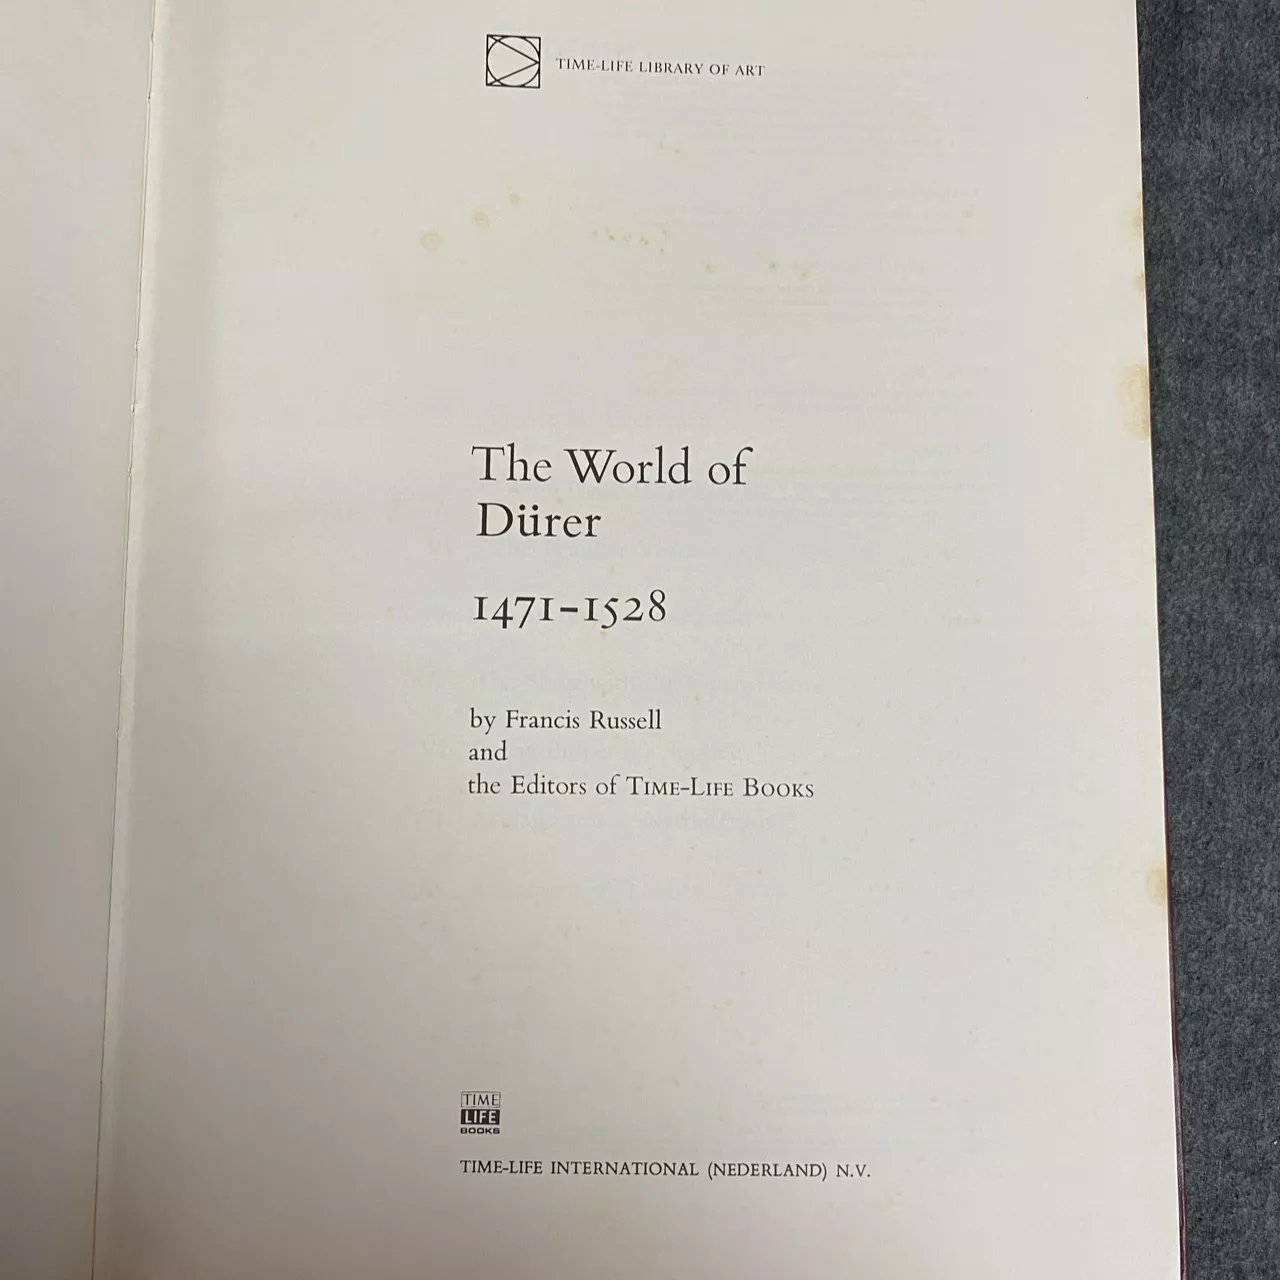 TIME-LIFE LIBRARY OF ART
The World of
Dürer
1471-1528
by Francis Russell
and
the Editors of TIME-LIFE BOOKS
TIME
LIFE
BOOKS
TIME-LIFE INTERNATIONAL (NEDERLAND) N.V.